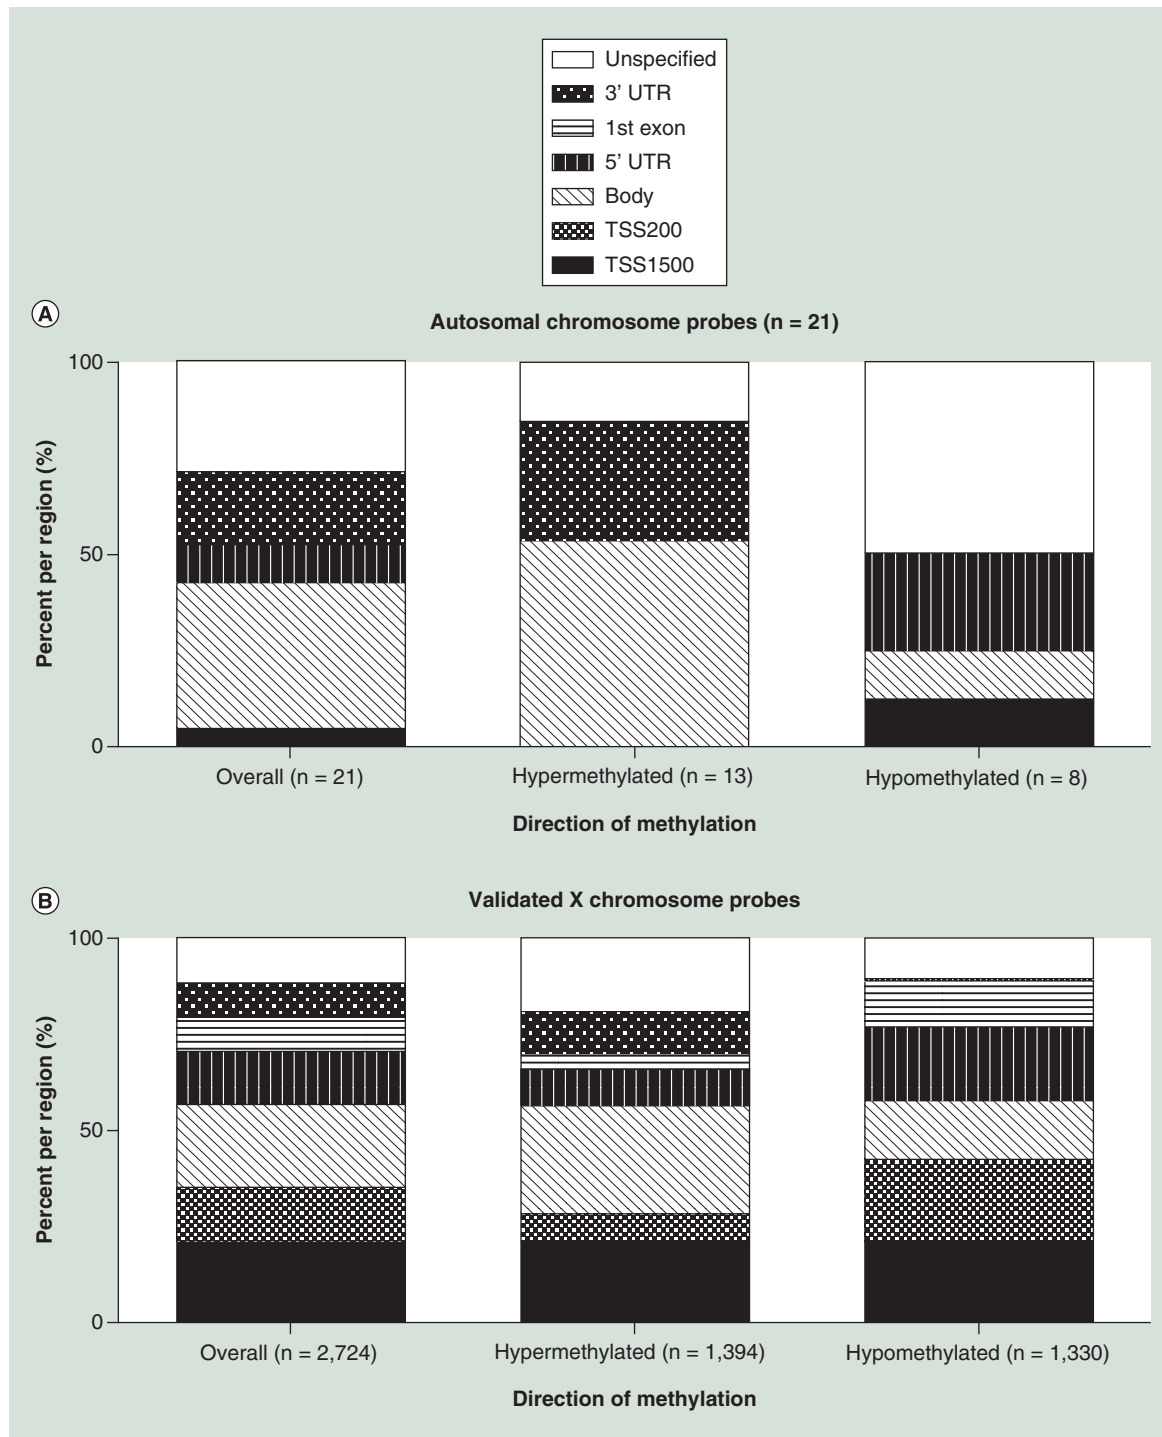 Unspecified
3' UTR
1st exon
5' UTR
Body
TSS200
TSS1500
A
Autosomal chromosome probes (n = 21)
100
50
0
Percent per region (%)
Overall (n = 21)
Hypermethylated (n = 13)
Hypomethylated (n = 8)
Direction of methylation
B
Validated X chromosome probes
100
50
0
Percent per region (%)
Overall (n = 2,724)
Hypermethylated (n = 1,394)
Hypomethylated (n = 1,330)
Direction of methylation